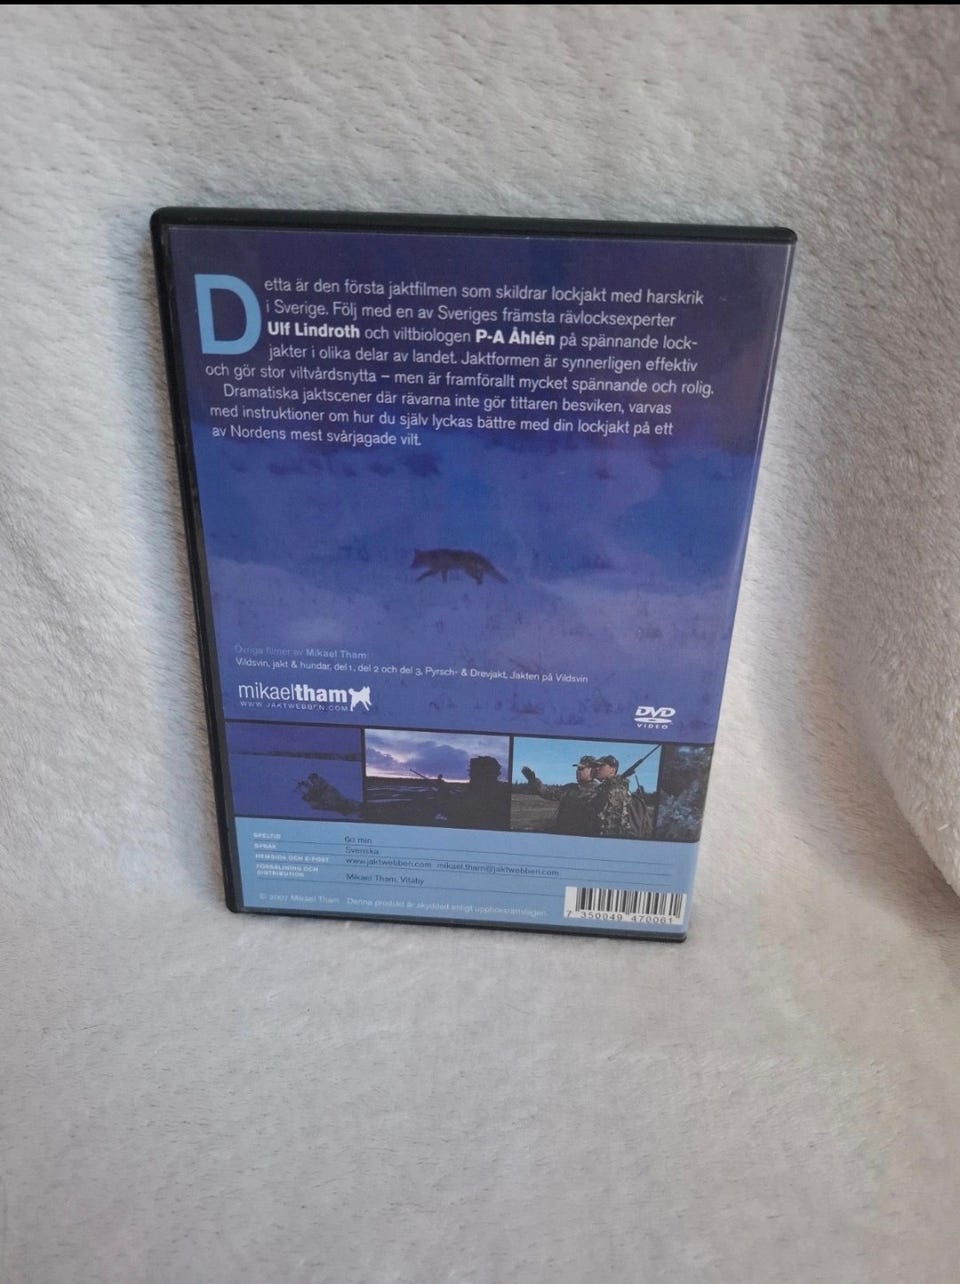 Detta är den första jaktfilmen som skildrar lockjakt med harskrik
i Sverige. Följ med en av Sveriges främsta rävlocksexperter
Ulf Lindroth och viltbiologen P-A Åhlén på spännande lock-
jakter i olika delar av landet. Jaktformen är synnerligen effektiv
och gör stor viltvårdsnytta – men är framförallt mycket spännande och rolig.
Dramatiska jaktscener där rävarna inte gör tittaren besviken, varvas
med instruktioner om hur du själv lyckas bättre med din lockjakt på ett
av Nordens mest svårjagade vilt.
Övriga filmer av Mikael Tham:
Vildsvin, jakt & hundar, del 1, del 2 och del 3, Pyrsch- & Drevjakt, Jakten på Vildsvin
mikaeltham
WWW.JAKTWEBBEN.COM
DVD
VIDEO
SPELTID 60 min
SPRÅK Svenska
HEMSIDA OCH E-POST www.jaktwebben.com mikael.tham@jaktwebben.com
FÖRSÄLJNING OCH
DISTRIBUTION Mikael Tham, Vitaby
© 2007 Mikael Tham Denna produkt är skyddad enligt upphovsrättslagen.
7 350049 470061